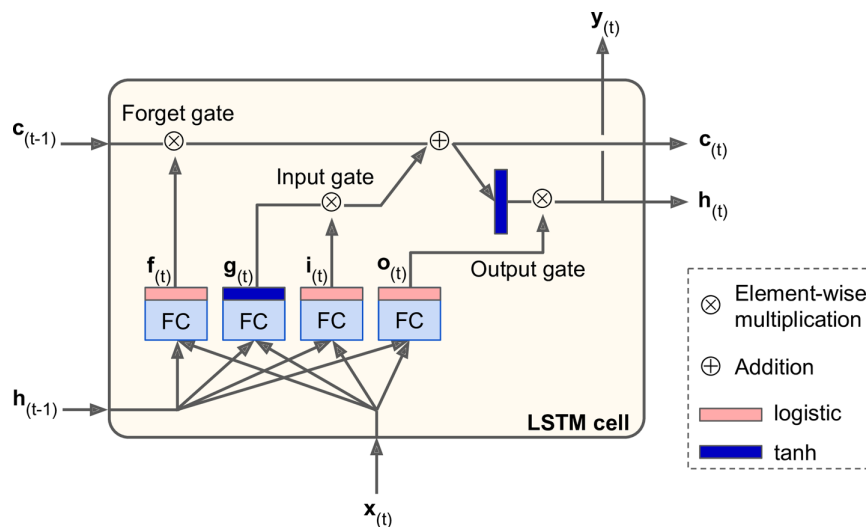 y(t)
Forget gate
c(t-1)
c(t)
Input gate
h(t)
f(t)
g(t)
i(t)
o(t)
Output gate
FC
FC
FC
FC
h(t-1)
LSTM cell
x(t)
Element-wise
multiplication
Addition
logistic
tanh